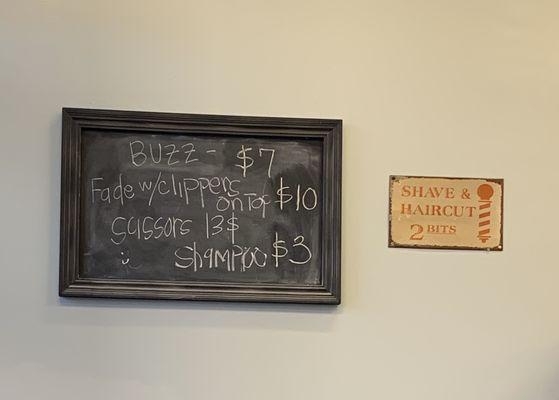 BUZZ - $7
Fade w/clippers on top $10
scissors 13$
shampoo $3
SHAVE &
HAIRCUT
2 BITS